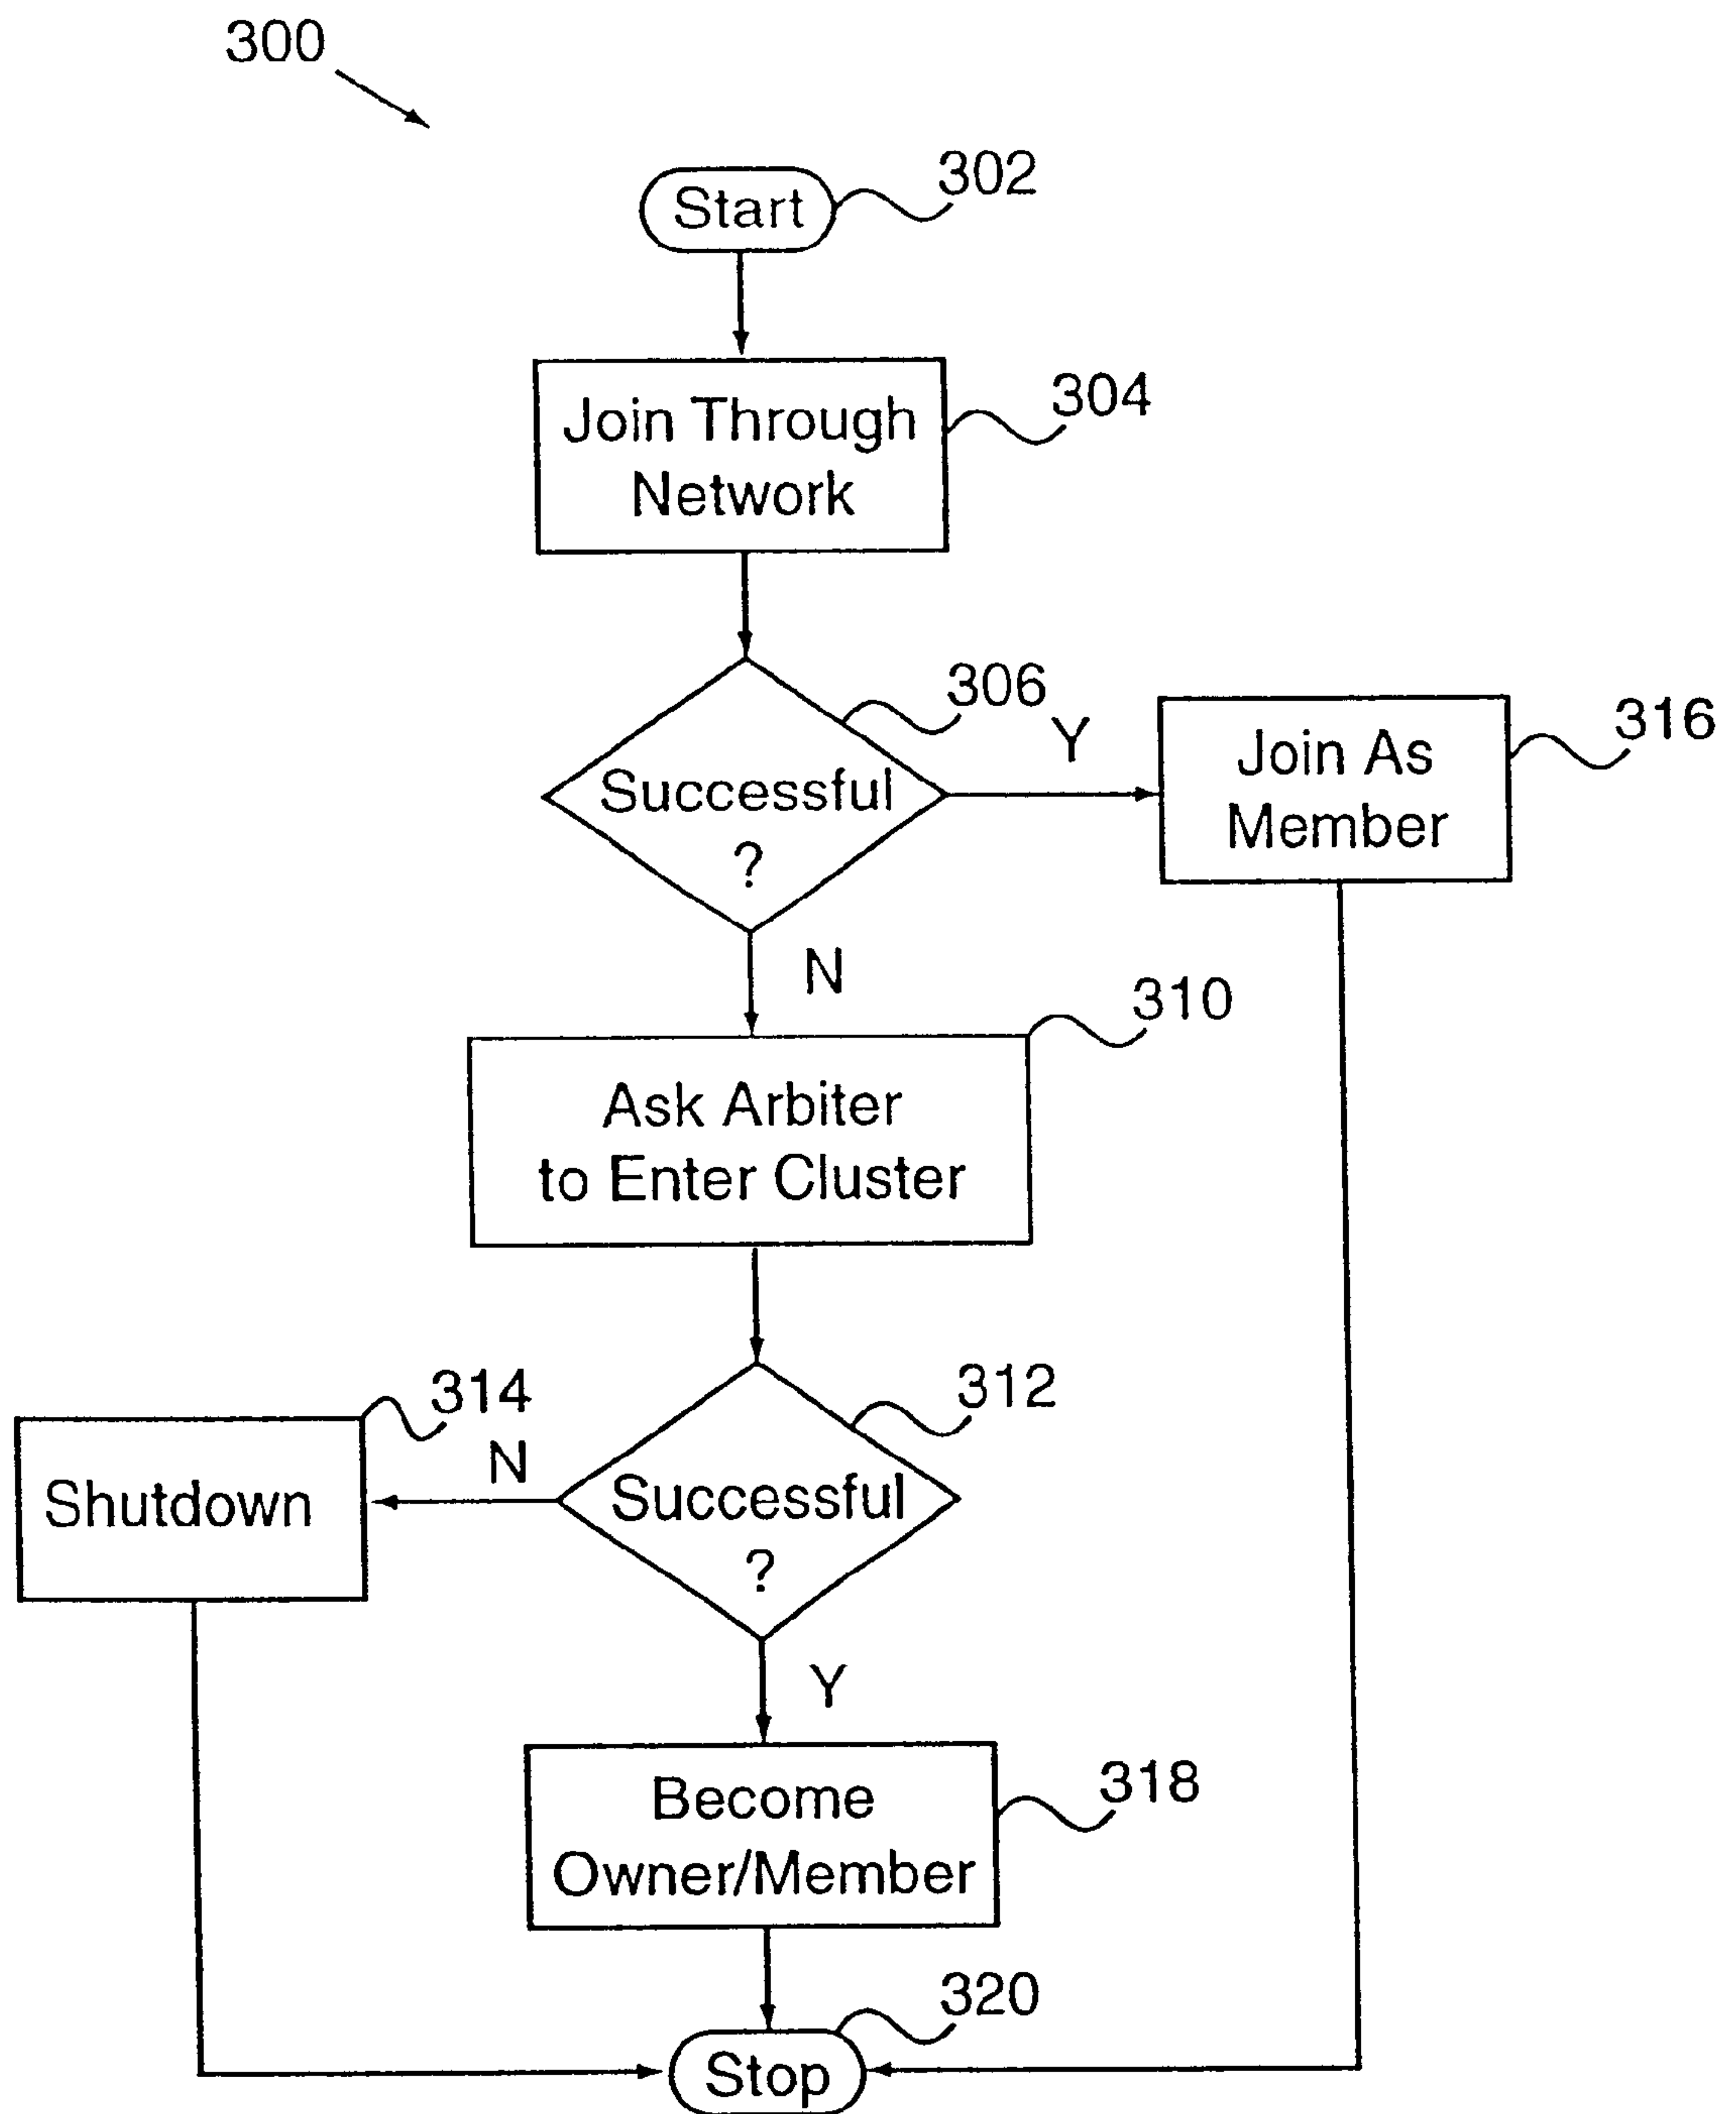 300
Start
302
Join Through
Network
304
306
Successful
?
Y
Join As
Member
316
N
310
Ask Arbiter
to Enter Cluster
312
Successful
?
314
N
Shutdown
Y
Become
Owner/Member
318
320
Stop